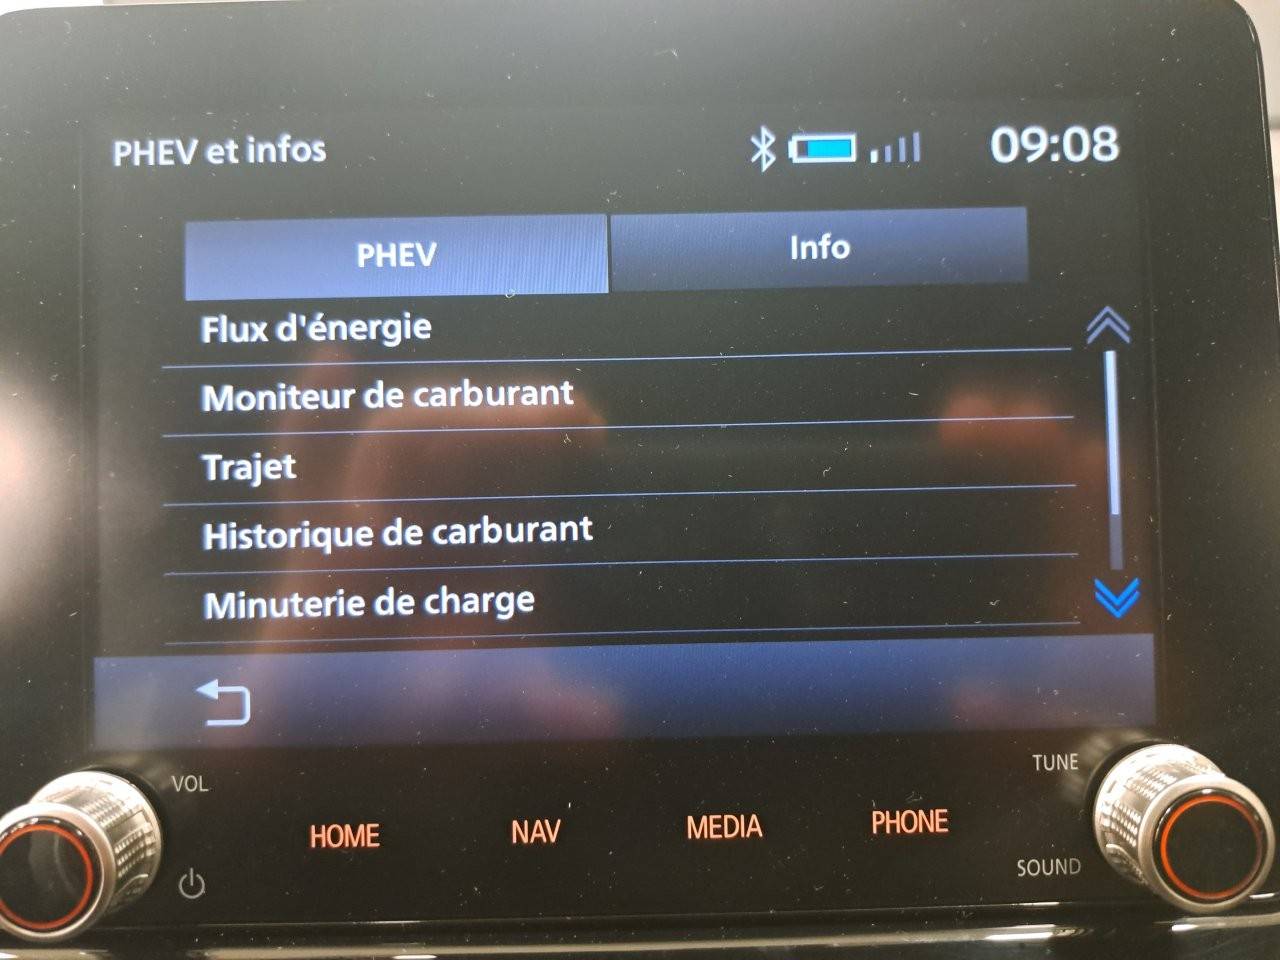 PHEV et infos
09:08
PHEV
Info
Flux d'énergie
Moniteur de carburant
Trajet
Historique de carburant
Minuterie de charge
VOL
TUNE
HOME
NAV
MEDIA
PHONE
SOUND